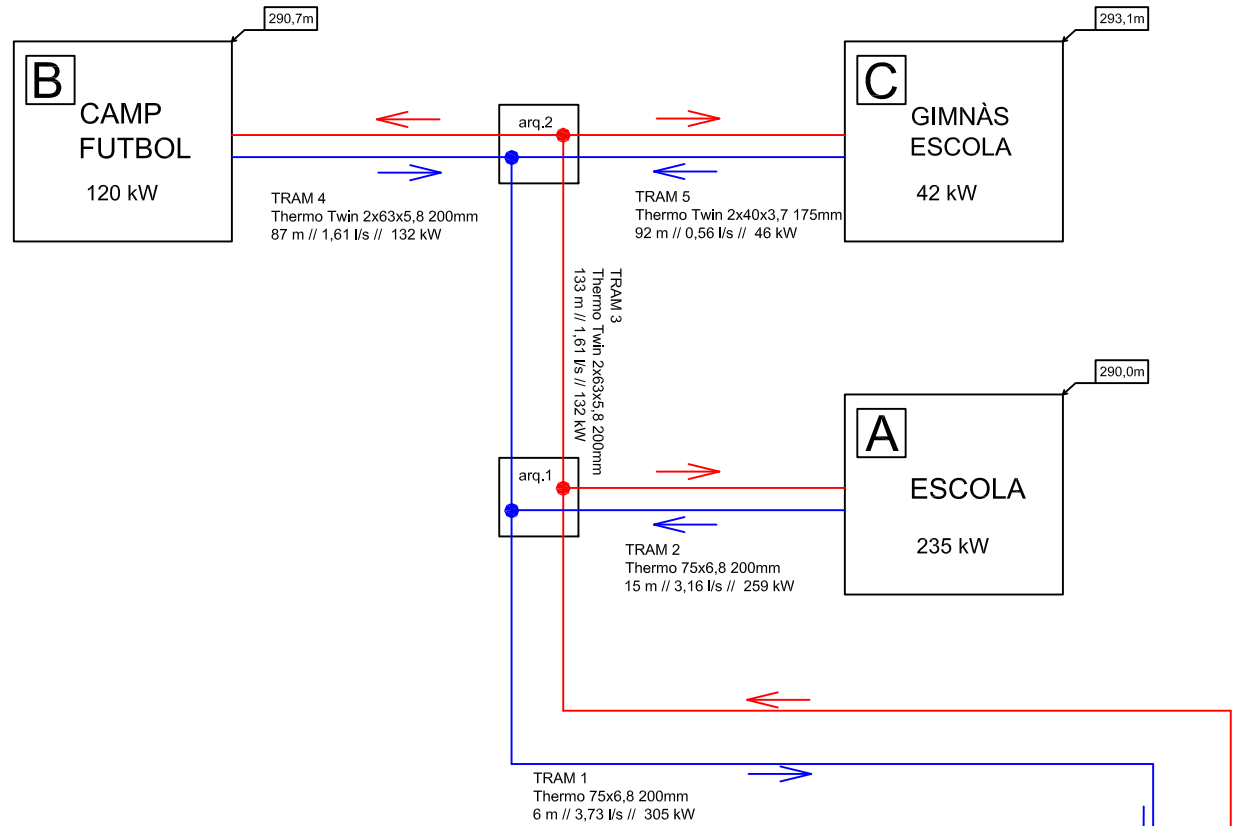 290,7m
B
CAMP
FUTBOL
120 kW
arq.2
293,1m
C
GIMNÀS
ESCOLA
42 kW
TRAM 4
Thermo Twin 2x63x5,8 200mm
87 m // 1,61 l/s // 132 kW
TRAM 5
Thermo Twin 2x40x3,7 175mm
92 m // 0,56 l/s // 46 kW
TRAM 3
Thermo Twin 2x63x5,8 200mm
133 m // 1,61 l/s // 132 kW
290,0m
A
ESCOLA
235 kW
arq.1
TRAM 2
Thermo 75x6,8 200mm
15 m // 3,16 l/s // 259 kW
TRAM 1
Thermo 75x6,8 200mm
6 m // 3,73 l/s // 305 kW